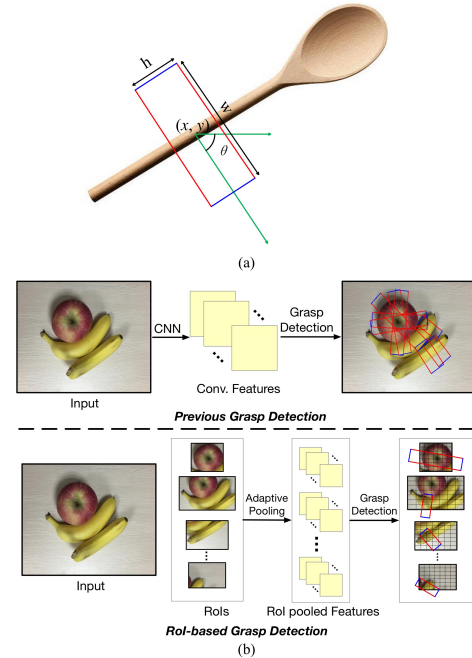 h
w
(x, y)
θ
(a)
CNN
Grasp
Detection
Input
Conv. Features
Previous Grasp Detection
Adaptive
Pooling
Grasp
Detection
Input
RoIs
RoI pooled Features
RoI-based Grasp Detection
(b)